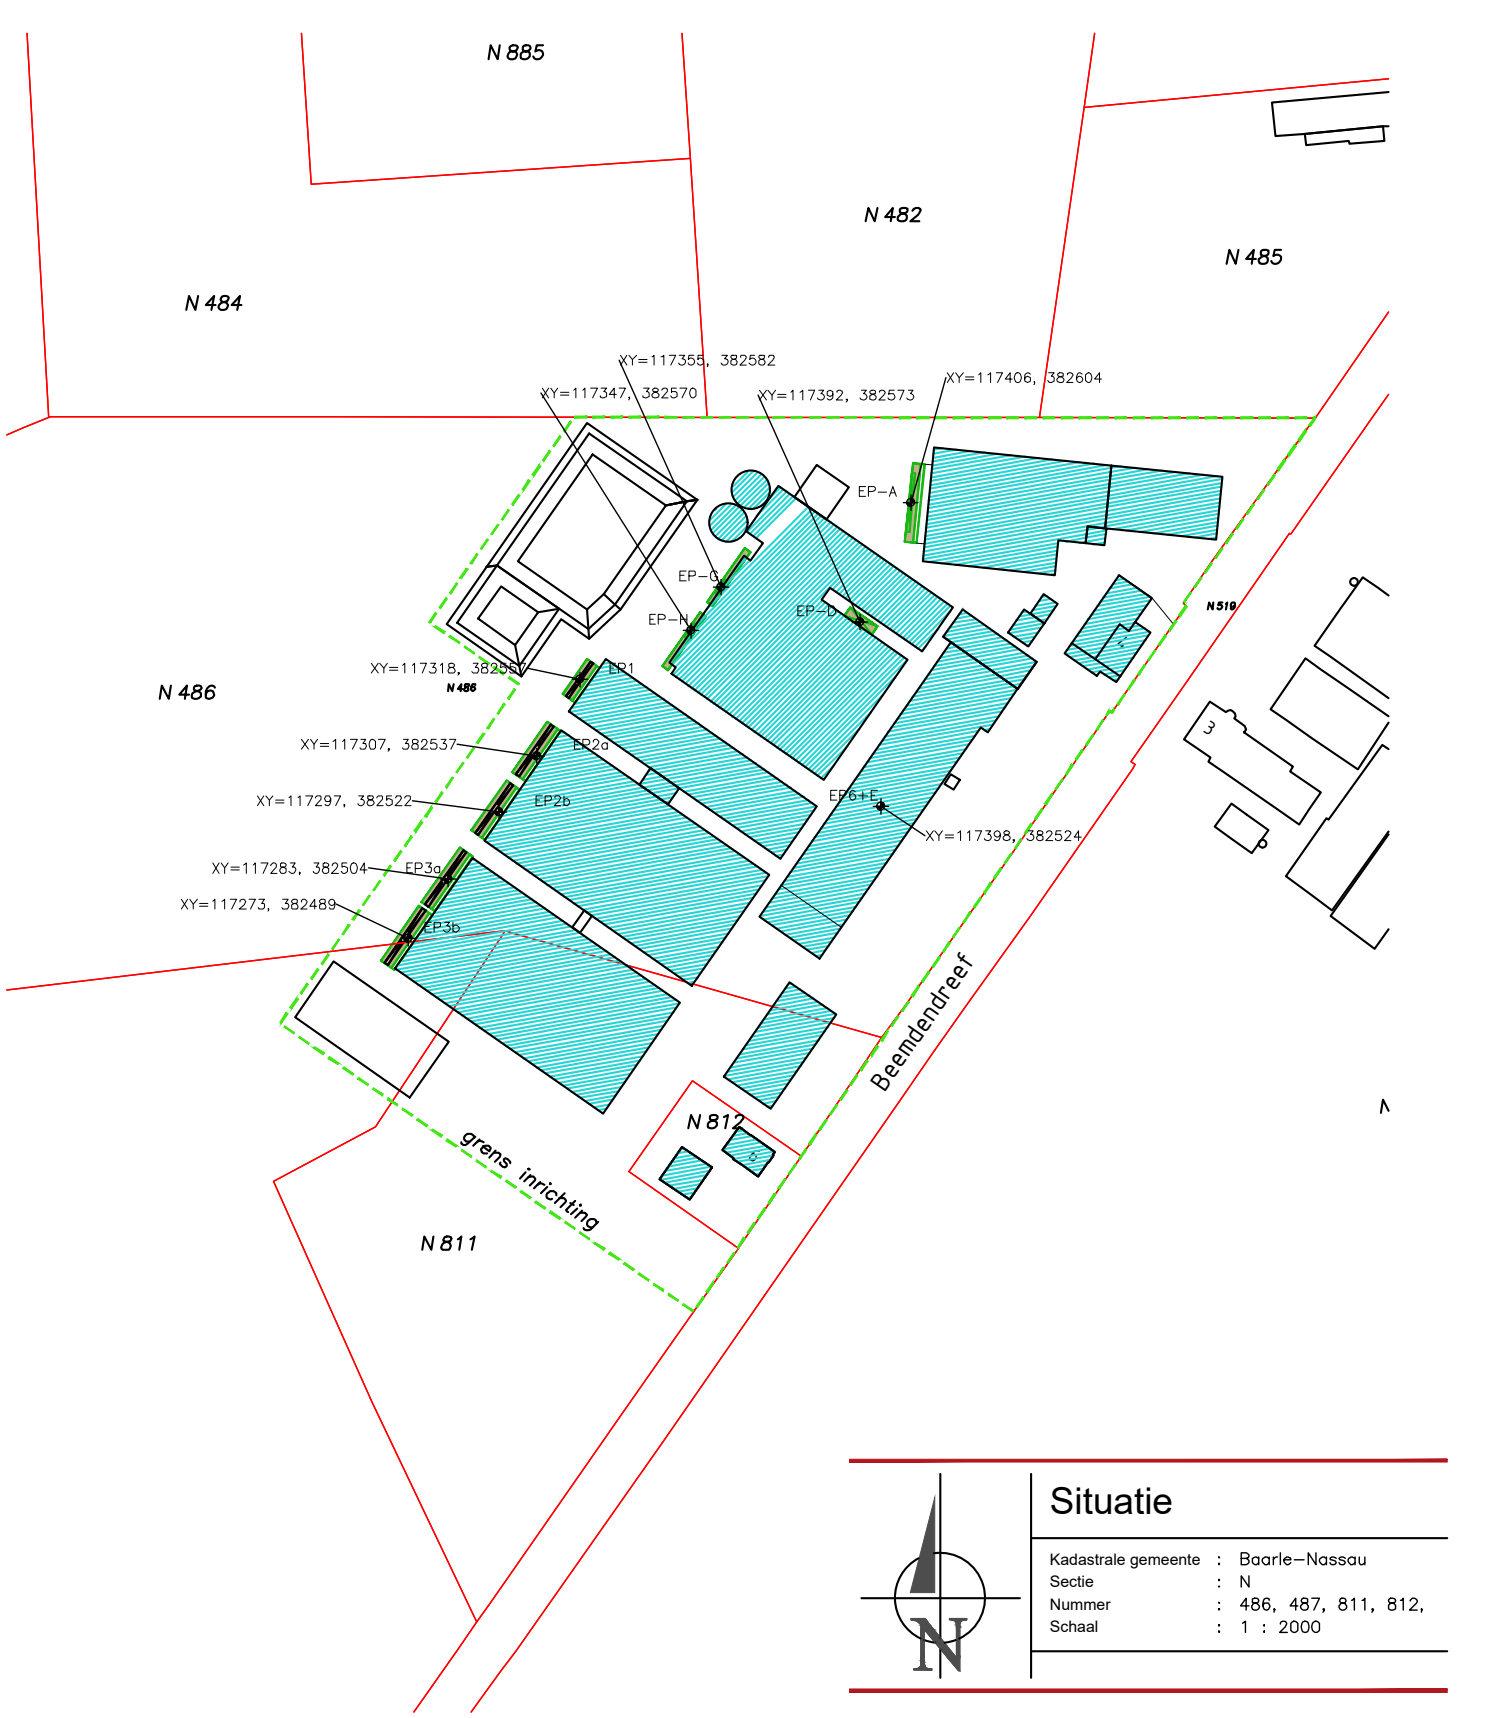 N 885
N 482
N 485
N 484
XY=117355, 382582
XY=117406, 382604
XY=117347, 382570
XY=117392, 382573
EP-A
EP-G
N 519
EP-D
EP-H
XY=117318, 382557
EP1
N 486
N 486
3
XY=117307, 382537
EP2a
XY=117297, 382522
EP2b
EP6+E
XY=117398, 382524
XY=117283, 382504
EP3a
XY=117273, 382489
EP3b
Beemdendreef
N 812
grens inrichting
N 811
Situatie
Kadastrale gemeente : Baarle-Nassau
Sectie : N
Nummer : 486, 487, 811, 812,
Schaal : 1 : 2000
N